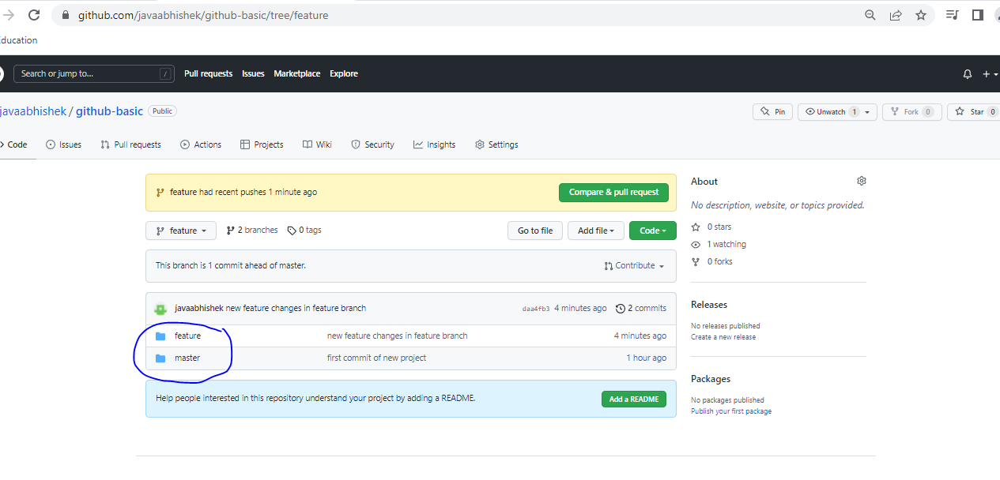 github.com/javaabhishek/github-basic/tree/feature
ducation
Search or jump to... / Pull requests Issues Marketplace Explore
javaabhishek / github-basic Public Pin Unwatch 1 Fork 0 Star 0
Code Issues Pull requests Actions Projects Wiki Security Insights Settings
feature had recent pushes 1 minute ago Compare & pull request
feature 2 branches 0 tags Go to file Add file Code
This branch is 1 commit ahead of master. Contribute
javaabhishek new feature changes in feature branch daa4fb3 4 minutes ago 2 commits
feature new feature changes in feature branch 4 minutes ago
master first commit of new project 1 hour ago
Help people interested in this repository understand your project by adding a README. Add a README
About
No description, website, or topics provided.
0 stars
1 watching
0 forks
Releases
No releases published
Create a new release
Packages
No packages published
Publish your first package